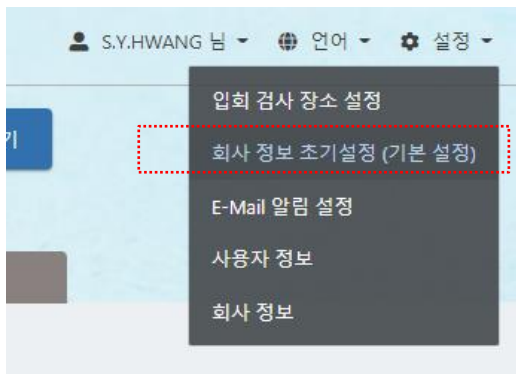 S.Y.HWANG 님 언어 설정
입회 검사 장소 설정
기
회사 정보 초기설정 (기본 설정)
E-Mail 알림 설정
사용자 정보
회사 정보